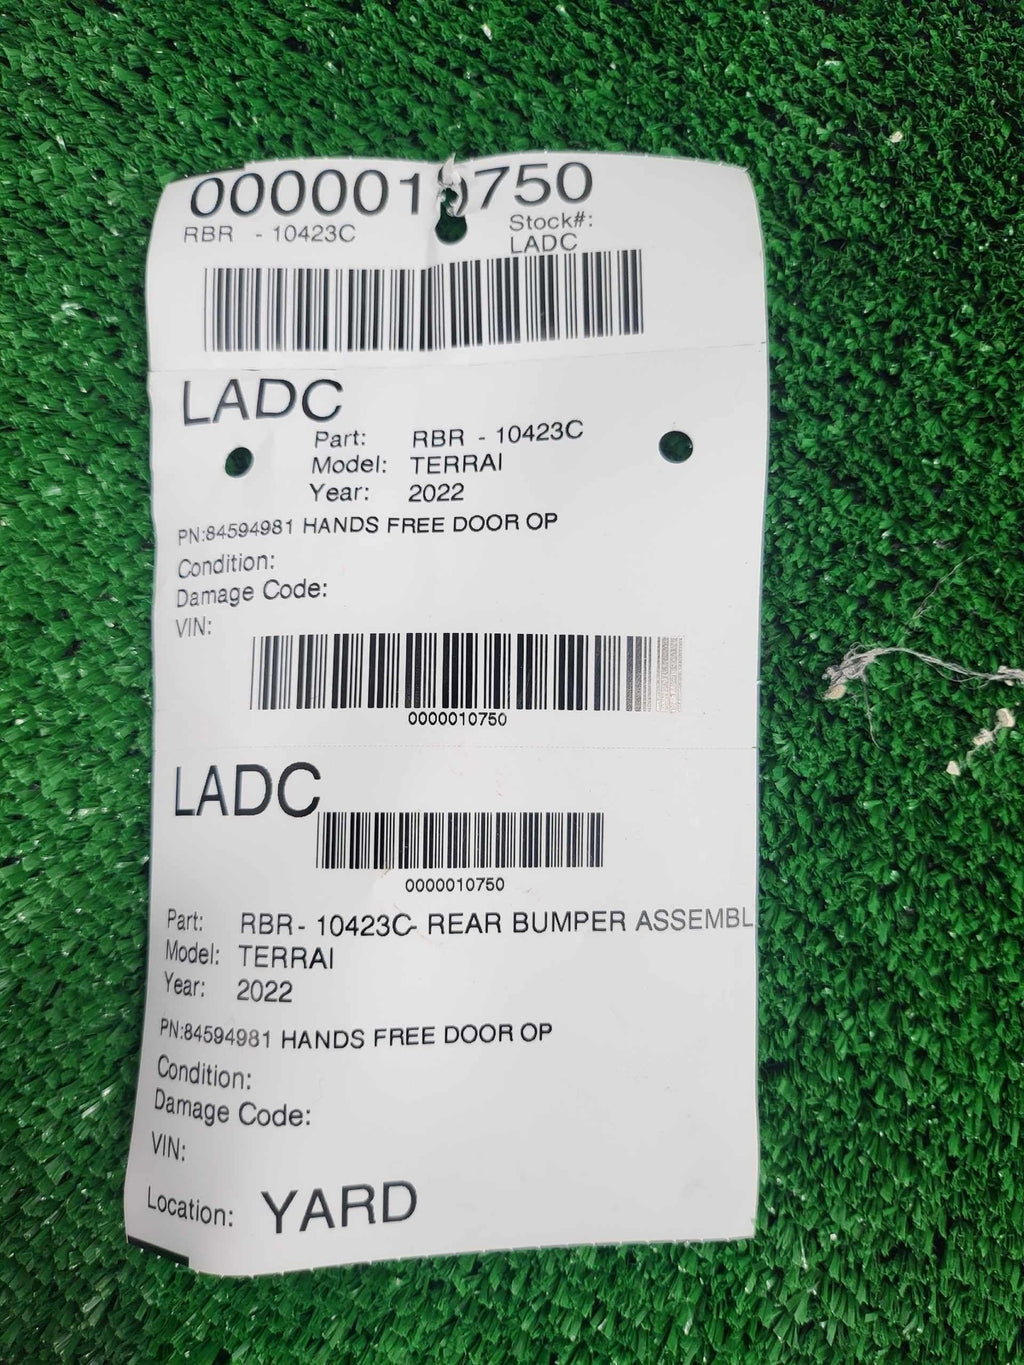 0000010750
RBR - 10423C
Stock#:
LADC
LADC
Part: RBR - 10423C
Model: TERRAI
Year: 2022
PN:84594981 HANDS FREE DOOR OP
Condition:
Damage Code:
VIN:
0000010750
LADC
0000010750
Part: RBR- 10423C- REAR BUMPER ASSEMBL
Model: TERRAI
Year: 2022
PN:84594981 HANDS FREE DOOR OP
Condition:
Damage Code:
VIN:
Location: YARD